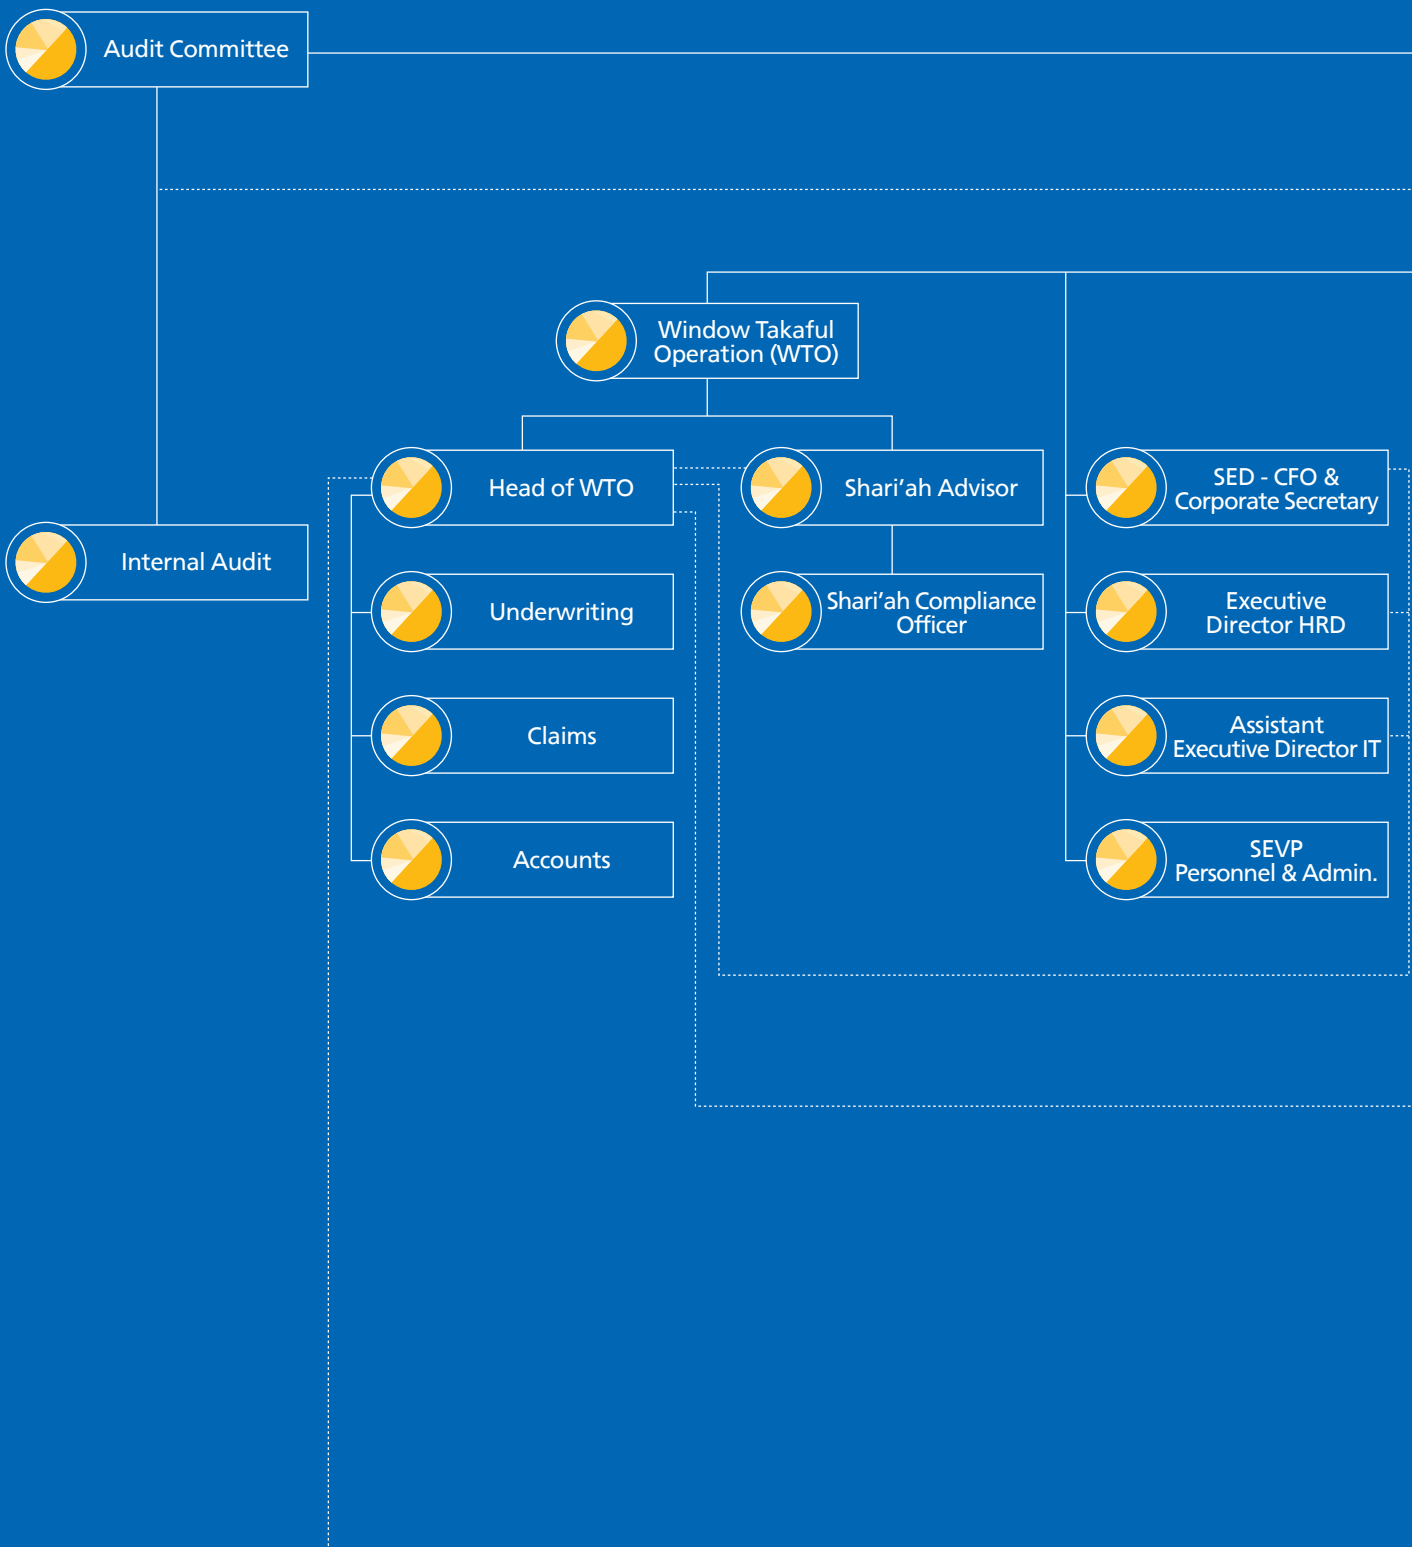 Audit Committee
Window Takaful
Operation (WTO)
Head of WTO
Shari’ah Advisor
SED - CFO &
Corporate Secretary
Internal Audit
Underwriting
Shari’ah Compliance
Officer
Executive
Director HRD
Claims
Assistant
Executive Director IT
Accounts
SEVP
Personnel & Admin.